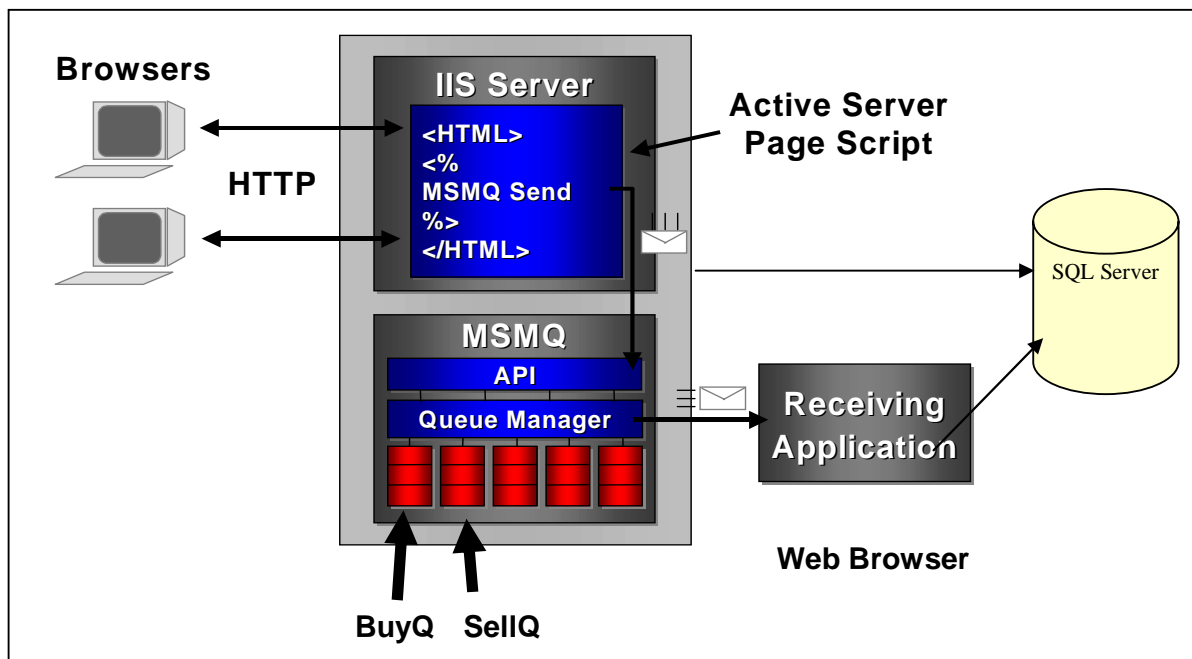 Browsers
HTTP
IIS Server
<HTML>
<%
MSMQ Send
%>
</HTML>
Active Server
Page Script
SQL Server
MSMQ
API
Queue Manager
Receiving
Application
Web Browser
BuyQ
SellQ